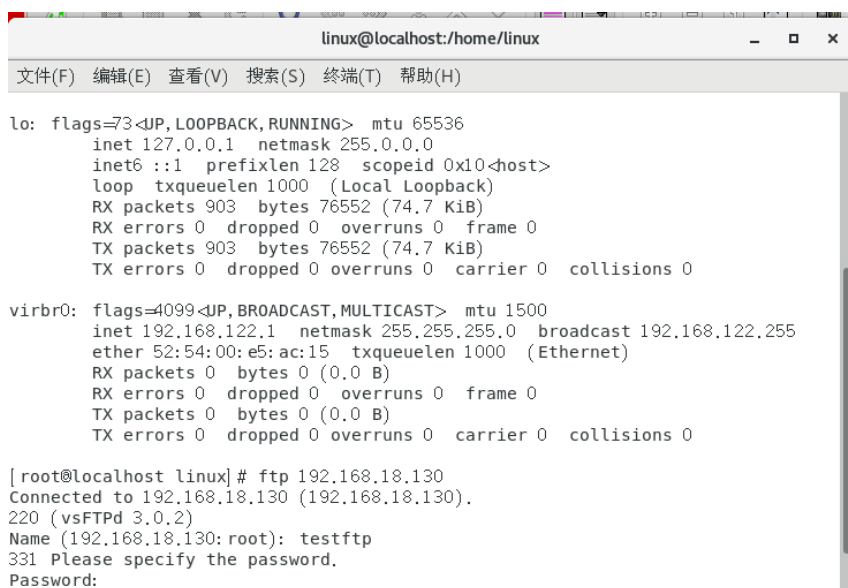 linux@localhost:/home/linux
文件(F) 编辑(E) 查看(V) 搜索(S) 终端(T) 帮助(H)
lo: flags=73<UP,LOOPBACK,RUNNING> mtu 65536
inet 127.0.0.1 netmask 255.0.0.0
inet6 ::1 prefixlen 128 scopeid 0x10<host>
loop txqueuelen 1000 (Local Loopback)
RX packets 903 bytes 76552 (74.7 KiB)
RX errors 0 dropped 0 overruns 0 frame 0
TX packets 903 bytes 76552 (74.7 KiB)
TX errors 0 dropped 0 overruns 0 carrier 0 collisions 0
virbr0: flags=4099<UP,BROADCAST,MULTICAST> mtu 1500
inet 192.168.122.1 netmask 255.255.255.0 broadcast 192.168.122.255
ether 52:54:00:e5:ac:15 txqueuelen 1000 (Ethernet)
RX packets 0 bytes 0 (0.0 B)
RX errors 0 dropped 0 overruns 0 frame 0
TX packets 0 bytes 0 (0.0 B)
TX errors 0 dropped 0 overruns 0 carrier 0 collisions 0
[root@localhost linux]# ftp 192.168.18.130
Connected to 192.168.18.130 (192.168.18.130).
220 (vsFTPd 3.0.2)
Name (192.168.18.130:root): testftp
331 Please specify the password.
Password: